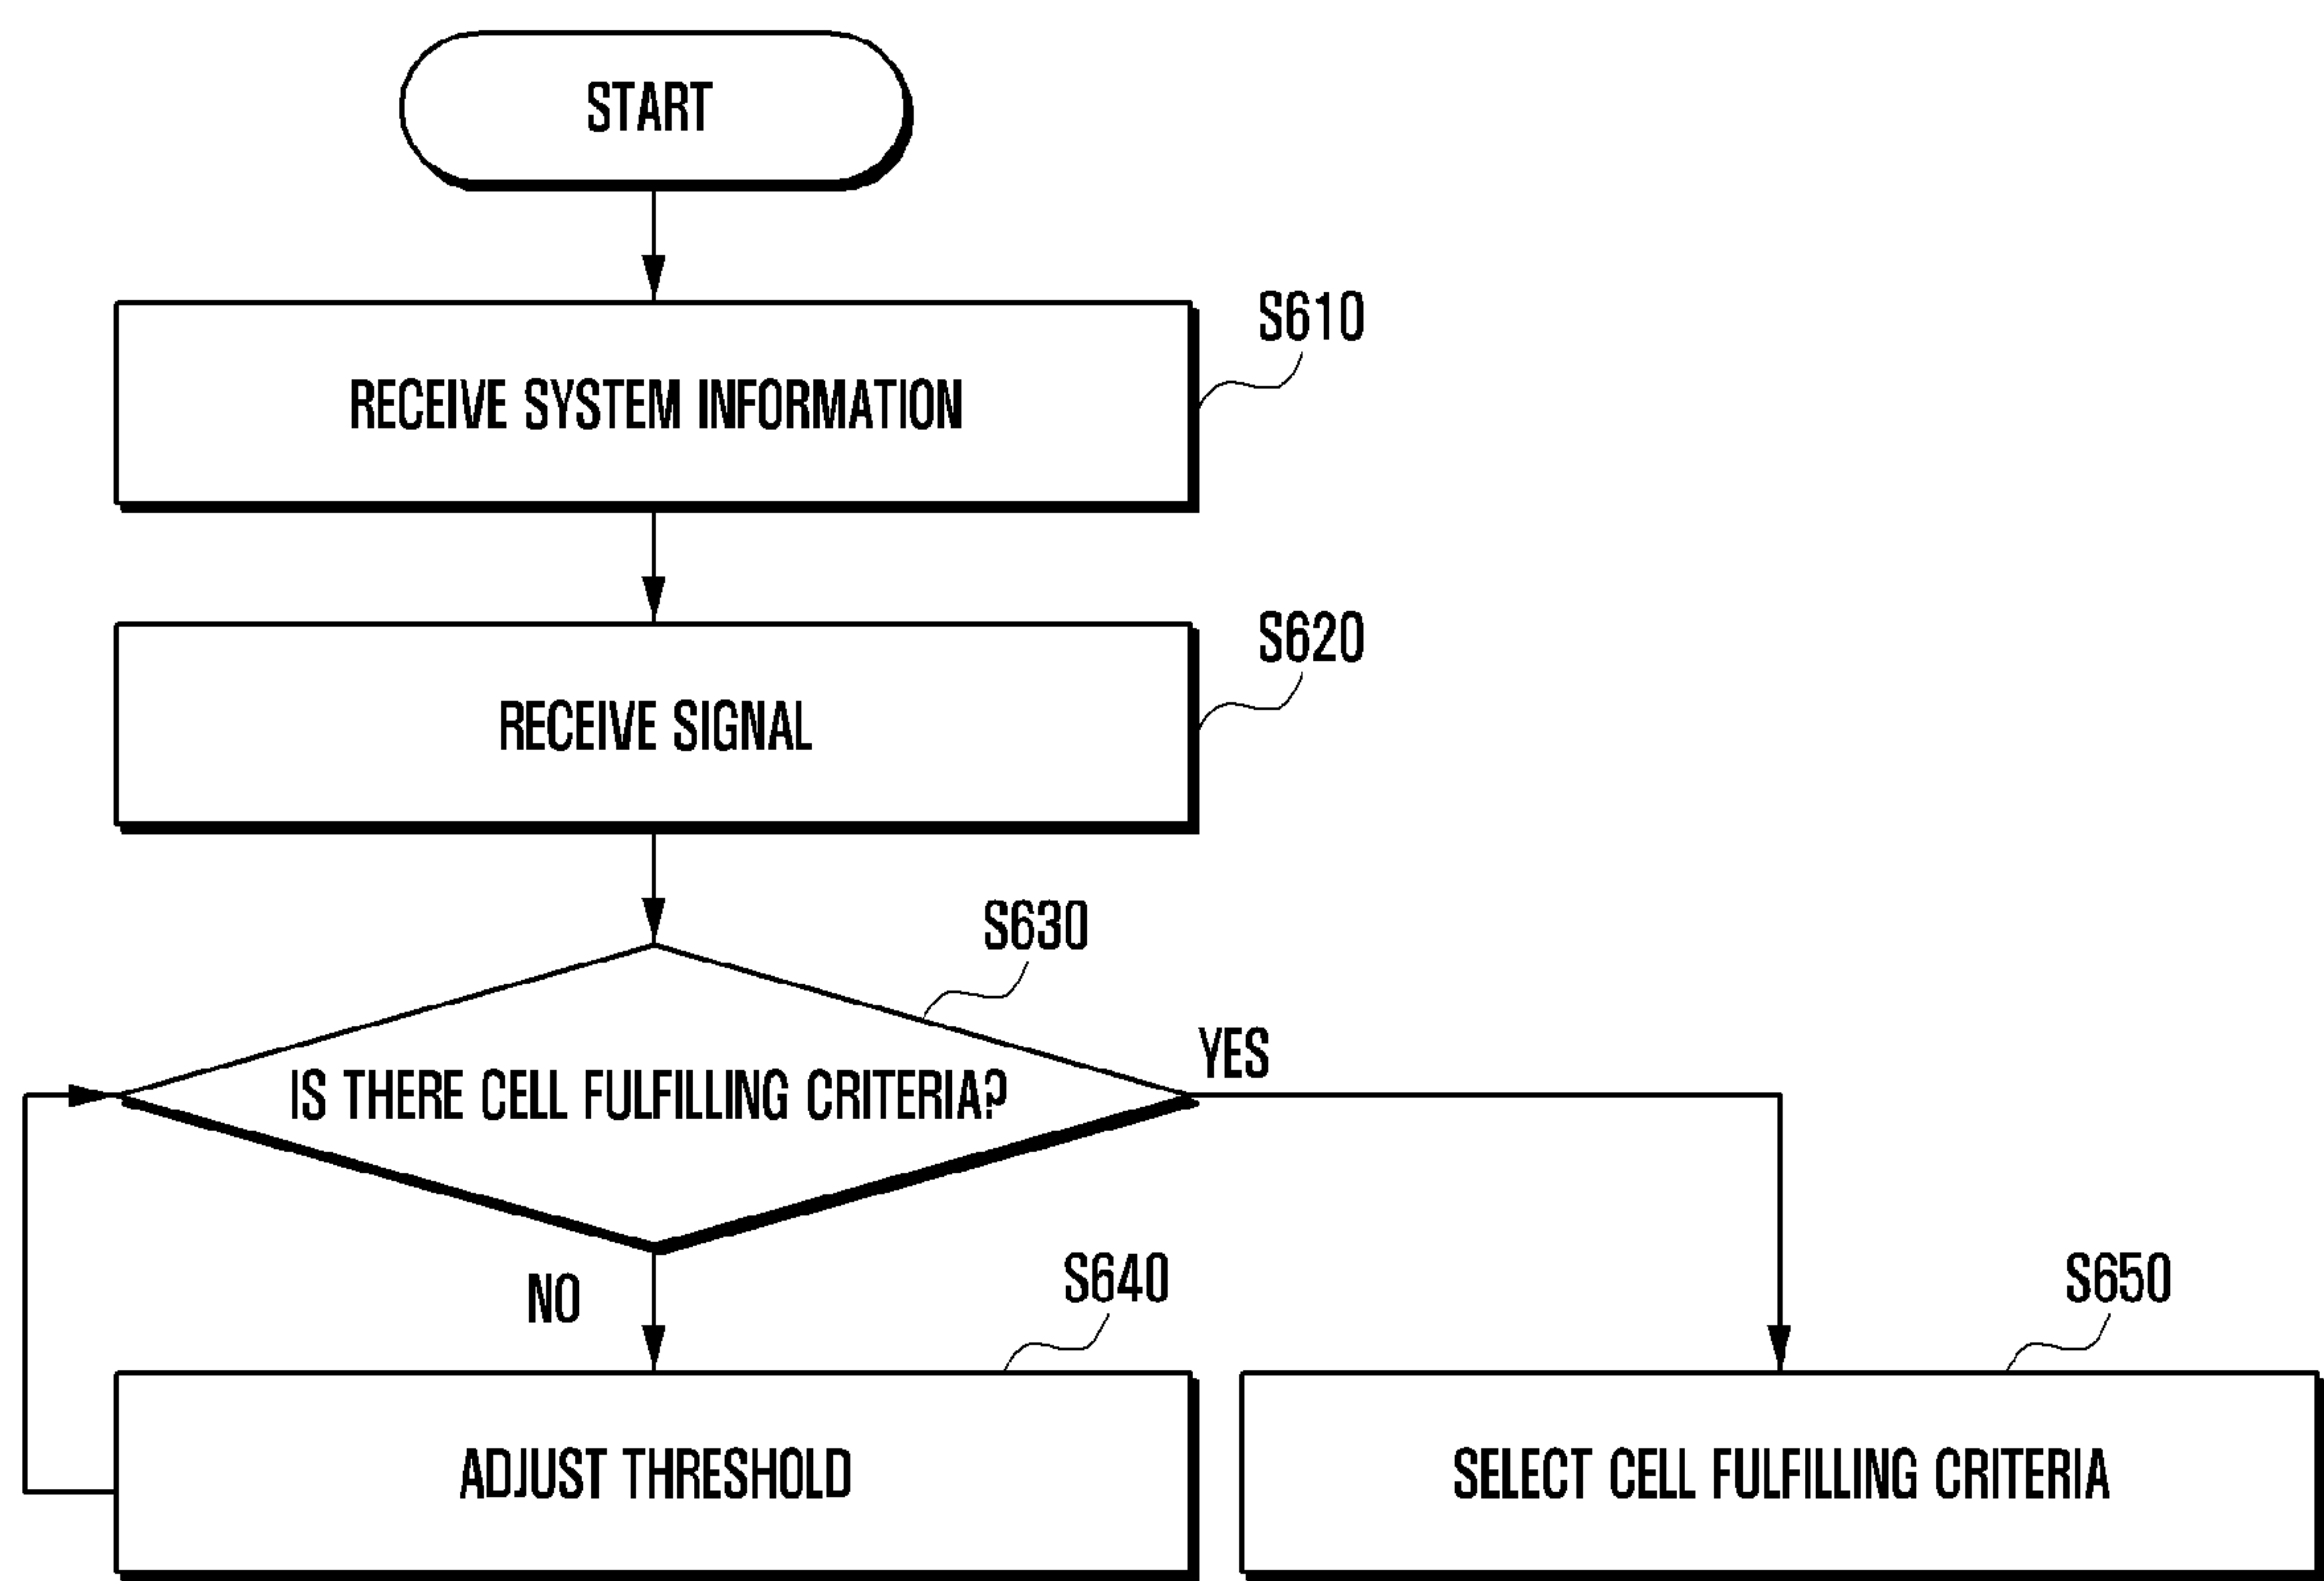 START
S610
RECEIVE SYSTEM INFORMATION
S620
RECEIVE SIGNAL
S630
IS THERE CELL FULFILLING CRITERIA?
YES
NO
S640
ADJUST THRESHOLD
S650
SELECT CELL FULFILLING CRITERIA